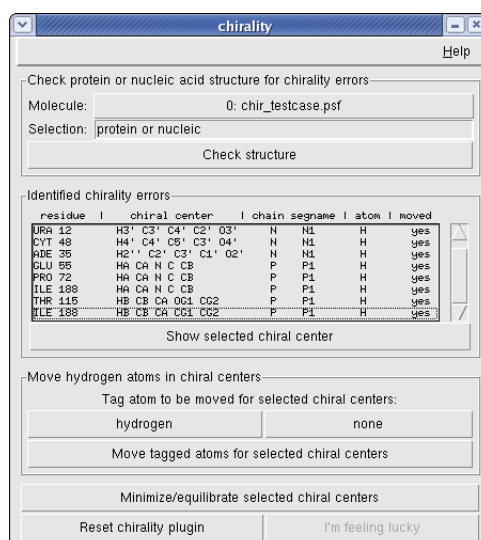 chirality
Help
Check protein or nucleic acid structure for chirality errors
Molecule: 0: chir_testcase.psf
Selection: protein or nucleic
Check structure
Identified chirality errors
residue | chiral center | chain segname | atom | moved
URA 12 H3' C3' C4' C2' O3' N N1 H yes
CYT 48 H4' C4' C5' C3' O4' N N1 H yes
ADE 35 H2'' C2' C3' C1' O2' N N1 H yes
GLU 55 HA CA N C CB P P1 H yes
PRO 72 HA CA N C CB P P1 H yes
ILE 188 HA CA N C CB P P1 H yes
THR 115 HB CB CA OG1 CG2 P P1 H yes
ILE 188 HB CB CA CG1 CG2 P P1 H yes
Show selected chiral center
Move hydrogen atoms in chiral centers
Tag atom to be moved for selected chiral centers:
hydrogen none
Move tagged atoms for selected chiral centers
Minimize/equilibrate selected chiral centers
Reset chirality plugin I'm feeling lucky